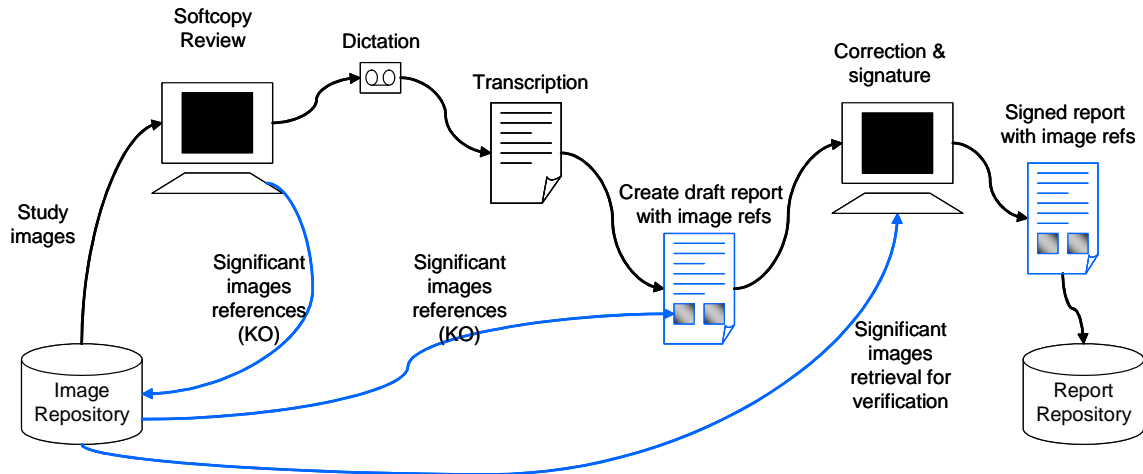 Softcopy
Review
Dictation
Transcription
Correction &
signature
Signed report
with image refs
Create draft report
with image refs
Study
images
Significant
images
references
(KO)
Significant
images
references
(KO)
Significant
images
retrieval for
verification
Image
Repository
Report
Repository